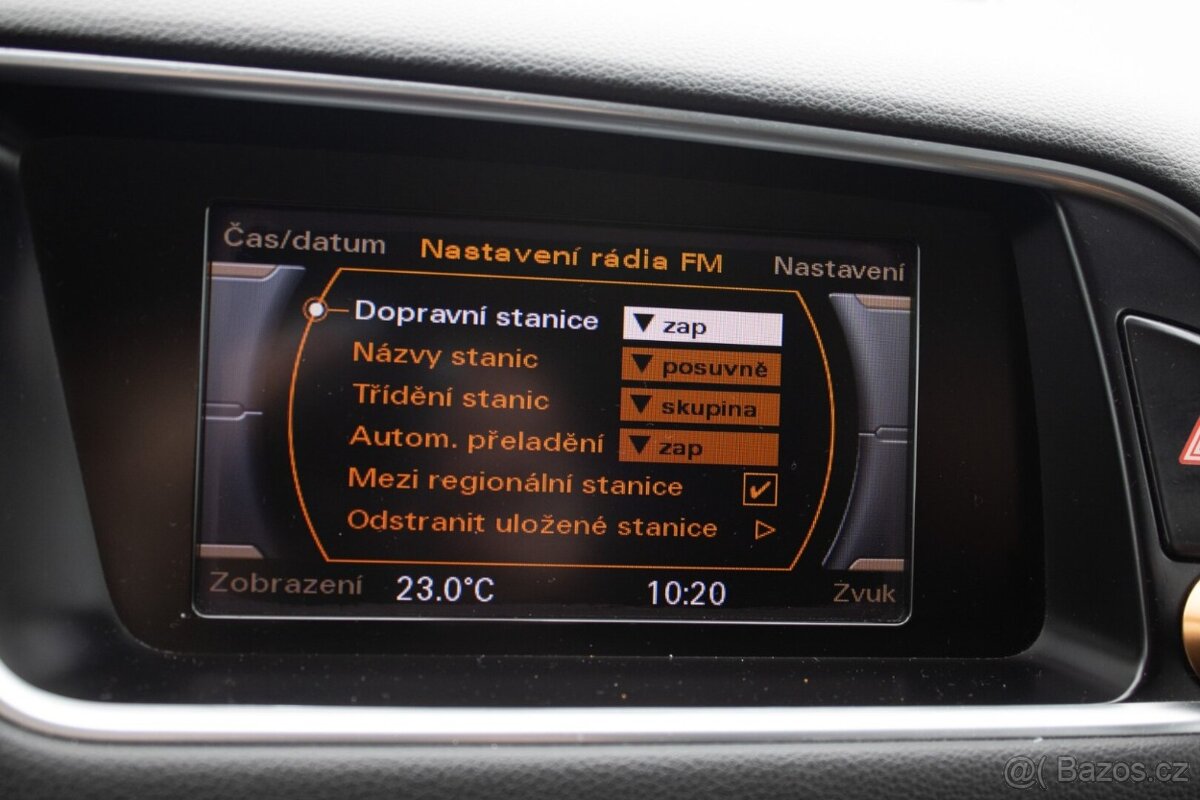 Čas/datum
Nastavení rádia FM
Nastavení
Dopravní stanice ▼ zap
Názvy stanic ▼ posuvně
Třídění stanic ▼ skupina
Autom. přeladění ▼ zap
Mezi regionální stanice ✔
Odstranit uložené stanice ▷
Zobrazení 23.0°C 10:20 Zvuk
@( Bazos.cz